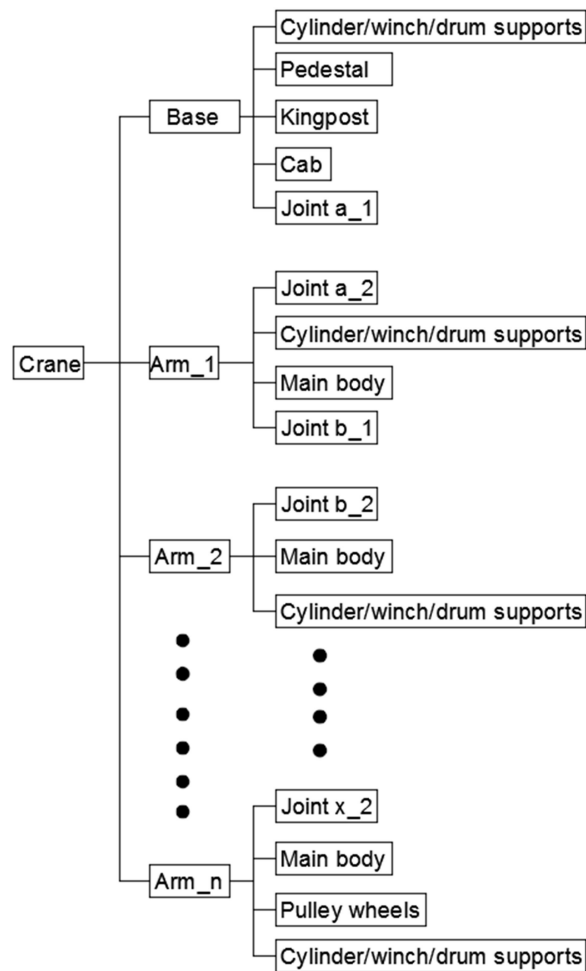 Cylinder/winch/drum supports
Pedestal
Base
Kingpost
Cab
Joint a_1
Joint a_2
Cylinder/winch/drum supports
Crane
Arm_1
Main body
Joint b_1
Joint b_2
Arm_2
Main body
Cylinder/winch/drum supports
Joint x_2
Main body
Arm_n
Pulley wheels
Cylinder/winch/drum supports